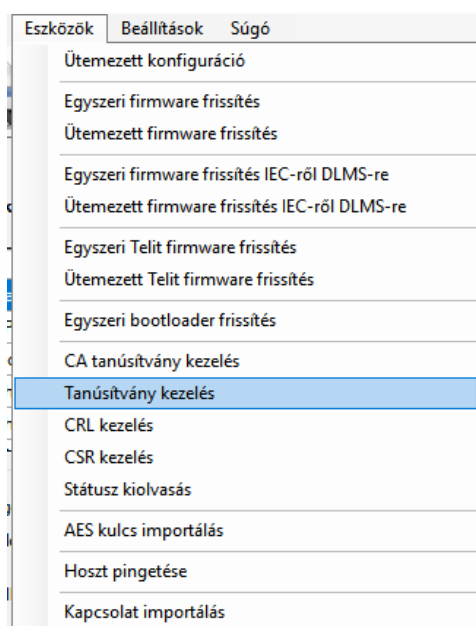 Eszközök Beállítások Súgó
Ütemezett konfiguráció
Egyszeri firmware frissítés
Ütemezett firmware frissítés
Egyszeri firmware frissítés IEC-ről DLMS-re
Ütemezett firmware frissítés IEC-ről DLMS-re
Egyszeri Telit firmware frissítés
Ütemezett Telit firmware frissítés
Egyszeri bootloader frissítés
CA tanúsítvány kezelés
Tanúsítvány kezelés
CRL kezelés
CSR kezelés
Státusz kiolvasás
AES kulcs importálás
Hoszt pingetése
Kapcsolat importálás